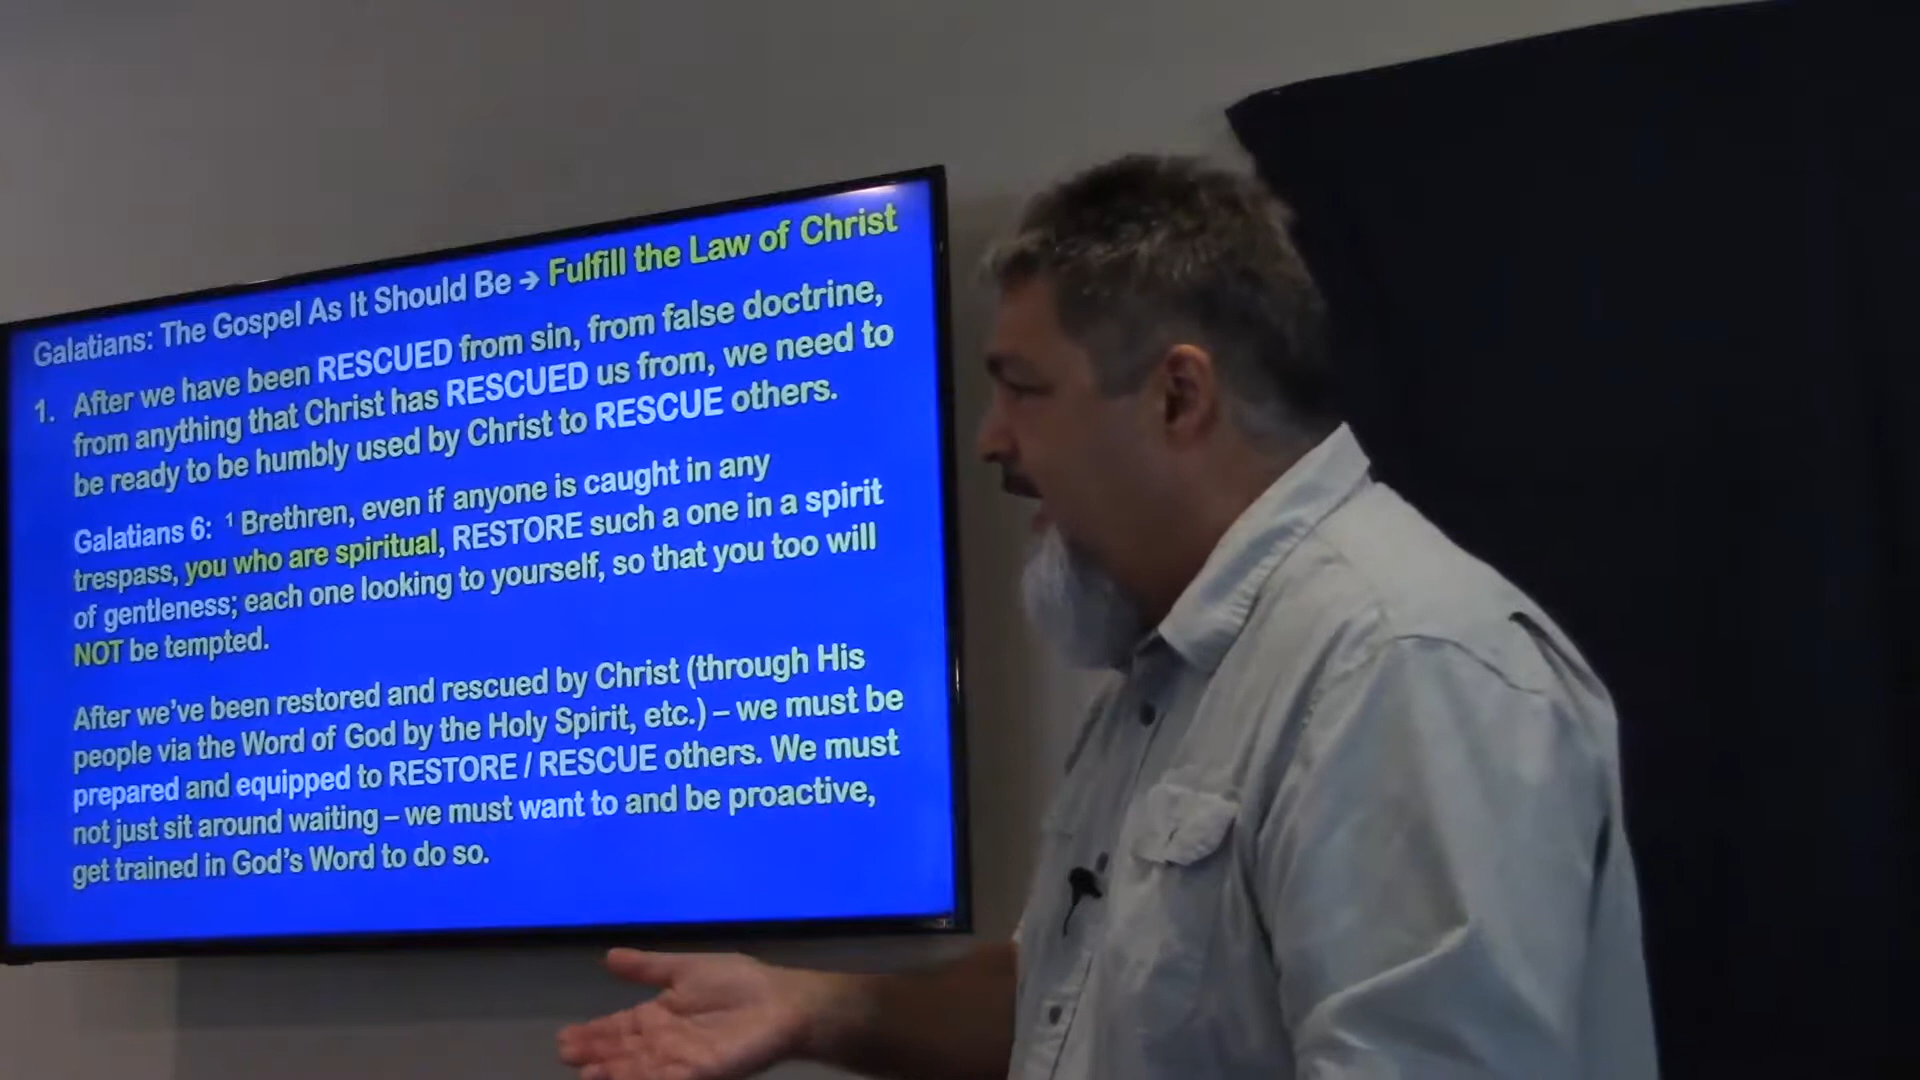 Galatians: The Gospel As It Should Be → Fulfill the Law of Christ
1. After we have been RESCUED from sin, from false doctrine,
from anything that Christ has RESCUED us from, we need to
be ready to be humbly used by Christ to RESCUE others.
Galatians 6: 1 Brethren, even if anyone is caught in any
trespass, you who are spiritual, RESTORE such a one in a spirit
of gentleness; each one looking to yourself, so that you too will
NOT be tempted.
After we've been restored and rescued by Christ (through His
people via the Word of God by the Holy Spirit, etc.) – we must be
prepared and equipped to RESTORE / RESCUE others. We must
not just sit around waiting – we must want to and be proactive,
get trained in God's Word to do so.